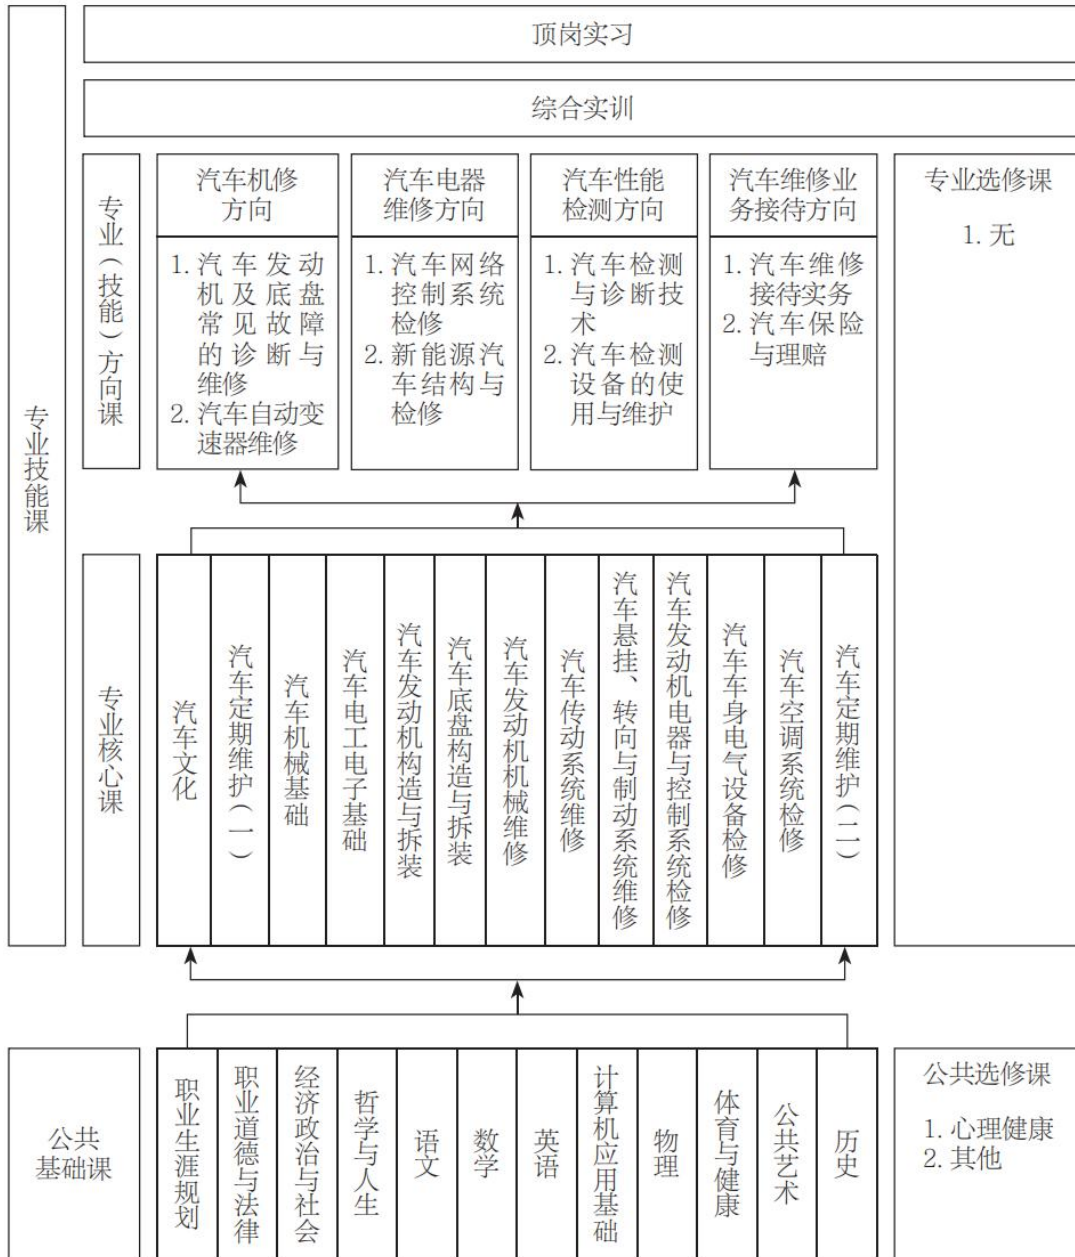 顶岗实习
综合实训
专业技能课
专业（技能）方向课
汽车机修
方向
1. 汽车发动
机及底盘
常见故障
的诊断与
维修
2. 汽车自动变
速器维修
汽车电器
维修方向
1. 汽车网络
控制系统
检修
2. 新能源汽
车结构与
检修
汽车性能
检测方向
1. 汽车检测
与诊断技
术
2. 汽车检测
设备的使
用与维护
汽车维修业
务接待方向
1. 汽车维修
接待实务
2. 汽车保险
与理赔
专业选修课
1. 无
专业核心课
汽车文化
汽车定期维护（一）
汽车机械基础
汽车电工电子基础
汽车发动机构造与拆装
汽车底盘构造与拆装
汽车发动机机械维修
汽车传动系统维修
汽车悬挂、转向与制动系统维修
汽车发动机电器与控制系统检修
汽车车身电气设备检修
汽车空调系统检修
汽车定期维护（二）
公共
基础课
职业生涯规划
职业道德与法律
经济政治与社会
哲学与人生
语文
数学
英语
计算机应用基础
物理
体育与健康
公共艺术
历史
公共选修课
1. 心理健康
2. 其他